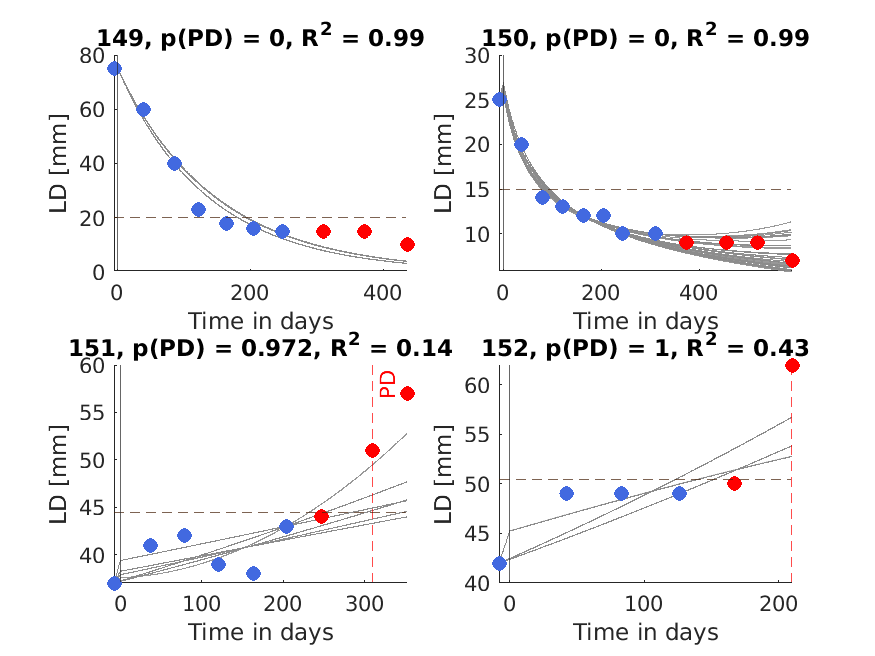 149, p(PD) = 0, R² = 0.99
80
60
40
20
0
LD [mm]
0
200
400
Time in days
150, p(PD) = 0, R² = 0.99
30
25
20
15
10
LD [mm]
0
200
400
Time in days
151, p(PD) = 0.972, R² = 0.14
60
55
50
45
40
LD [mm]
PD
0
100
200
300
Time in days
152, p(PD) = 1, R² = 0.43
60
55
50
45
40
LD [mm]
0
100
200
Time in days